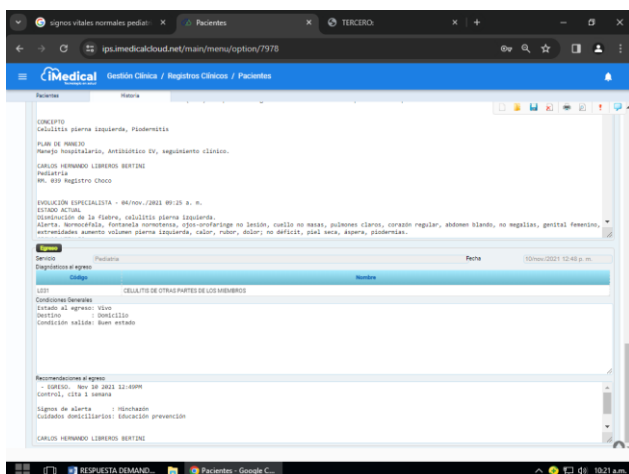 signos vitales normales pediatri
Pacientes
TERCERO:
ips.imedicalcloud.net/main/menu/option/7978
iMedical
Gestión Clínica / Registros Clínicos / Pacientes
Pacientes
Historia
CONCEPTO
Celulitis pierna izquierda, Piodermitis
PLAN DE MANEJO
Manejo hospitalario, Antibiótico IV, seguimiento clínico.
CARLOS HERNANDO LIBREROS BERTINI
Pediatría
RM. 039 Registro Choco
EVOLUCIÓN ESPECIALISTA - 04/nov./2021 09:25 a. m.
ESTADO ACTUAL
Disminución de la fiebre, celulitis pierna izquierda.
Alerta. Normocéfala, fontanela normotensa, ojos-orofaringe no lesión, cuello no masas, pulmones claros, corazón regular, abdomen blando, no megalias, genital femenino,
extremidades aumento volumen pierna izquierda, calor, rubor, dolor; no déficit, piel seca, áspera, piodermias.
Egreso
Servicio
Pediatría
Fecha
10/nov./2021 12:48 p. m.
Diagnósticos al egreso
Código
Nombre
L031
CELULITIS DE OTRAS PARTES DE LOS MIEMBROS
Condiciones Generales
Estado al egreso: Vivo
Destino : Domicilio
Condición salida: Buen estado
Recomendaciones al egreso
- EGRESO. Nov 10 2021 12:49PM
Control, cita 1 semana
Signos de alerta : Hinchazón
Cuidados domiciliarios: Educación prevención
CARLOS HERNANDO LIBREROS BERTINI
RESPUESTA DEMAND...
Pacientes - Google C...
10:21 a.m.